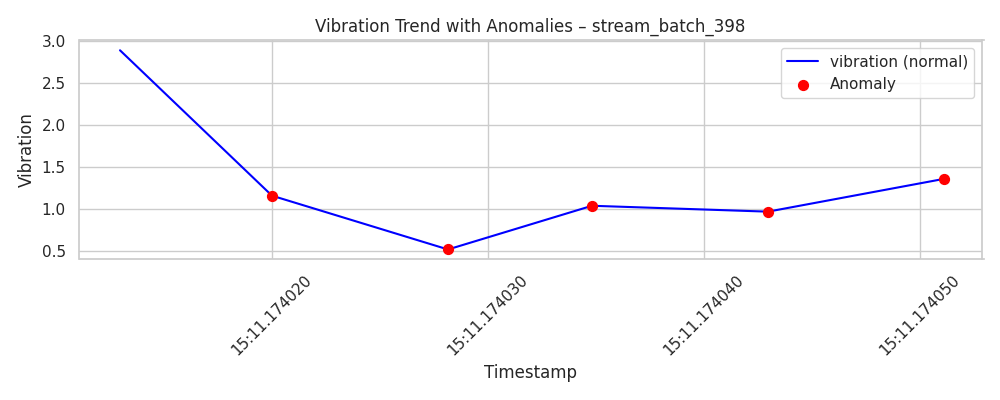 Vibration Trend with Anomalies – stream_batch_398
vibration (normal)
Anomaly
Vibration
3.0
2.5
2.0
1.5
1.0
0.5
15:11.174020
15:11.174030
15:11.174040
15:11.174050
Timestamp